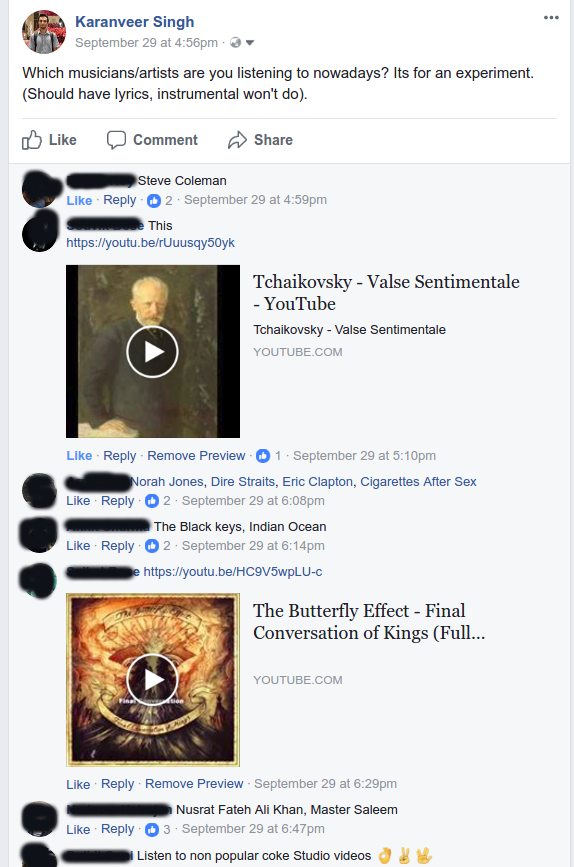 Karanveer Singh
September 29 at 4:56pm ·
Which musicians/artists are you listening to nowadays? Its for an experiment.
(Should have lyrics, instrumental won't do).
Like Comment Share
Steve Coleman
Like · Reply · 2 · September 29 at 4:59pm
This
https://youtu.be/rUuusqy50yk
Tchaikovsky - Valse Sentimentale
- YouTube
Tchaikovsky - Valse Sentimentale
YOUTUBE.COM
Like · Reply · Remove Preview · 1 · September 29 at 5:10pm
Norah Jones, Dire Straits, Eric Clapton, Cigarettes After Sex
Like · Reply · 2 · September 29 at 6:08pm
The Black keys, Indian Ocean
Like · Reply · 2 · September 29 at 6:14pm
https://youtu.be/HC9V5wpLU-c
The Butterfly Effect - Final
Conversation of Kings (Full...
YOUTUBE.COM
Like · Reply · Remove Preview · September 29 at 6:29pm
Nusrat Fateh Ali Khan, Master Saleem
Like · Reply · 3 · September 29 at 6:47pm
Listen to non popular coke Studio videos 👌✌🖖